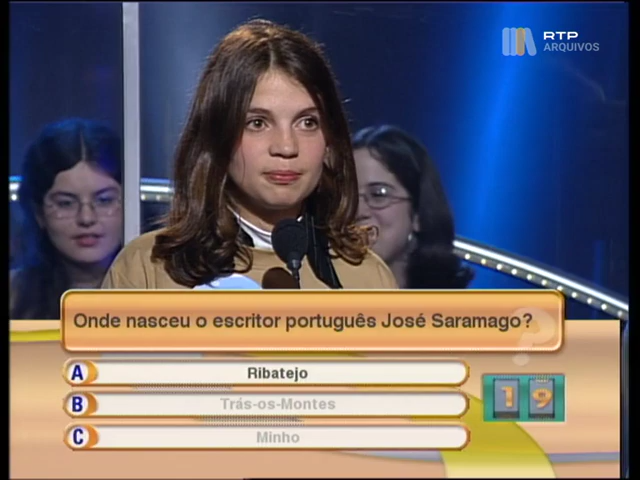 RTP
ARQUIVOS
Onde nasceu o escritor português José Saramago?
A Ribatejo
B Trás-os-Montes
C Minho
19